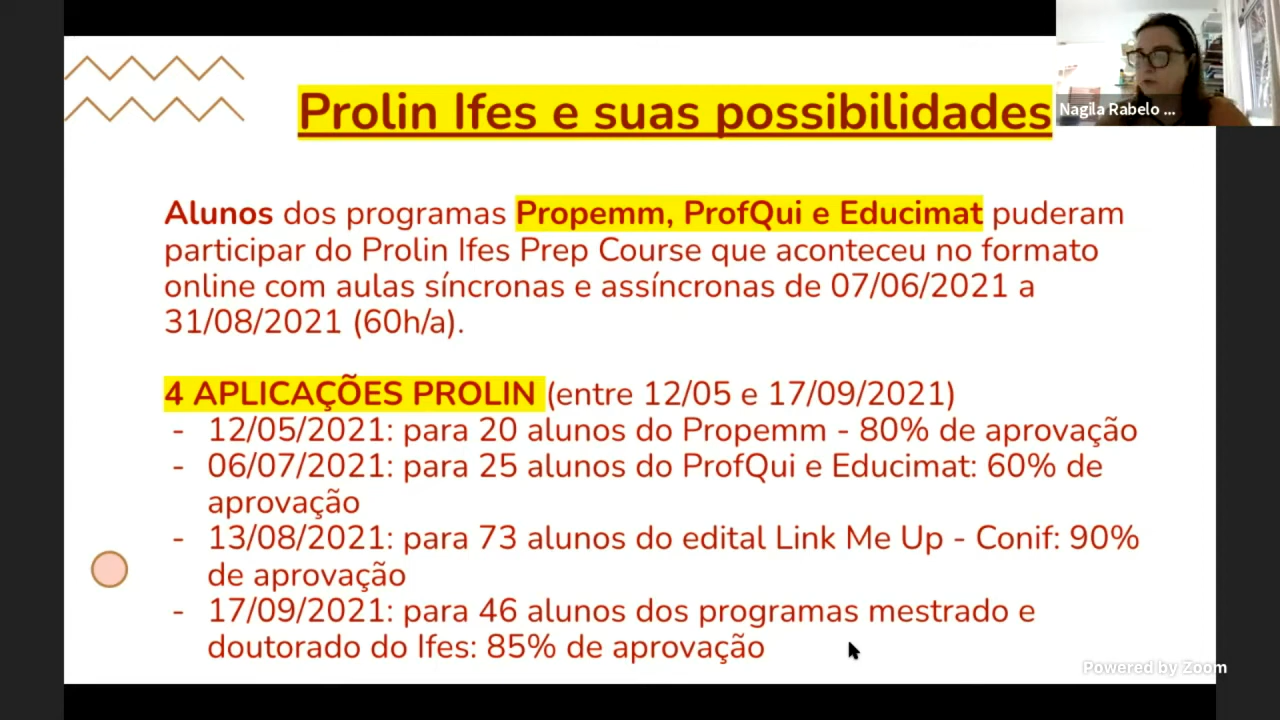 Prolin Ifes e suas possibilidades
Nagila Rabelo ...
Alunos dos programas Propemm, ProfQui e Educimat puderam
participar do Prolin Ifes Prep Course que aconteceu no formato
online com aulas síncronas e assíncronas de 07/06/2021 a
31/08/2021 (60h/a).
4 APLICAÇÕES PROLIN (entre 12/05 e 17/09/2021)
- 12/05/2021: para 20 alunos do Propemm - 80% de aprovação
- 06/07/2021: para 25 alunos do ProfQui e Educimat: 60% de
aprovação
- 13/08/2021: para 73 alunos do edital Link Me Up - Conif: 90%
de aprovação
- 17/09/2021: para 46 alunos dos programas mestrado e
doutorado do Ifes: 85% de aprovação
Powered by Zoom